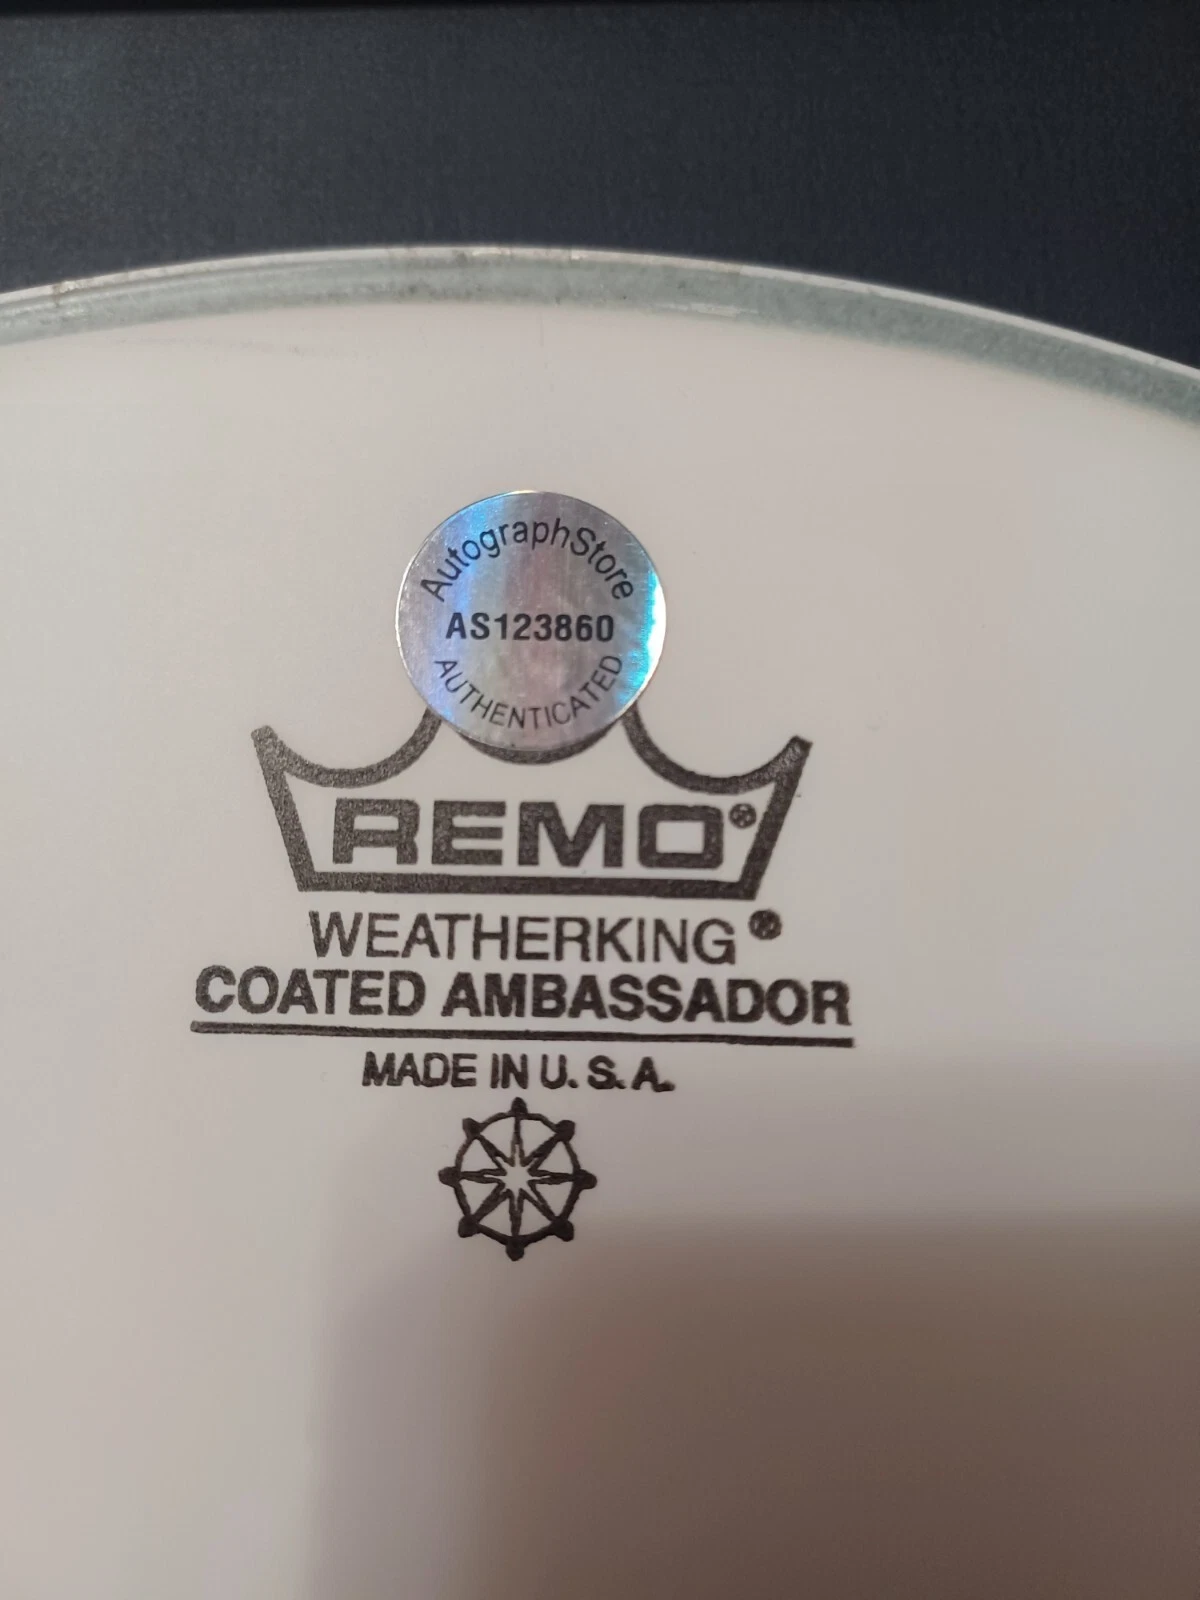 AutographStore
AS123860
AUTHENTICATED
REMO®
WEATHERKING®
COATED AMBASSADOR
MADE IN U.S.A.